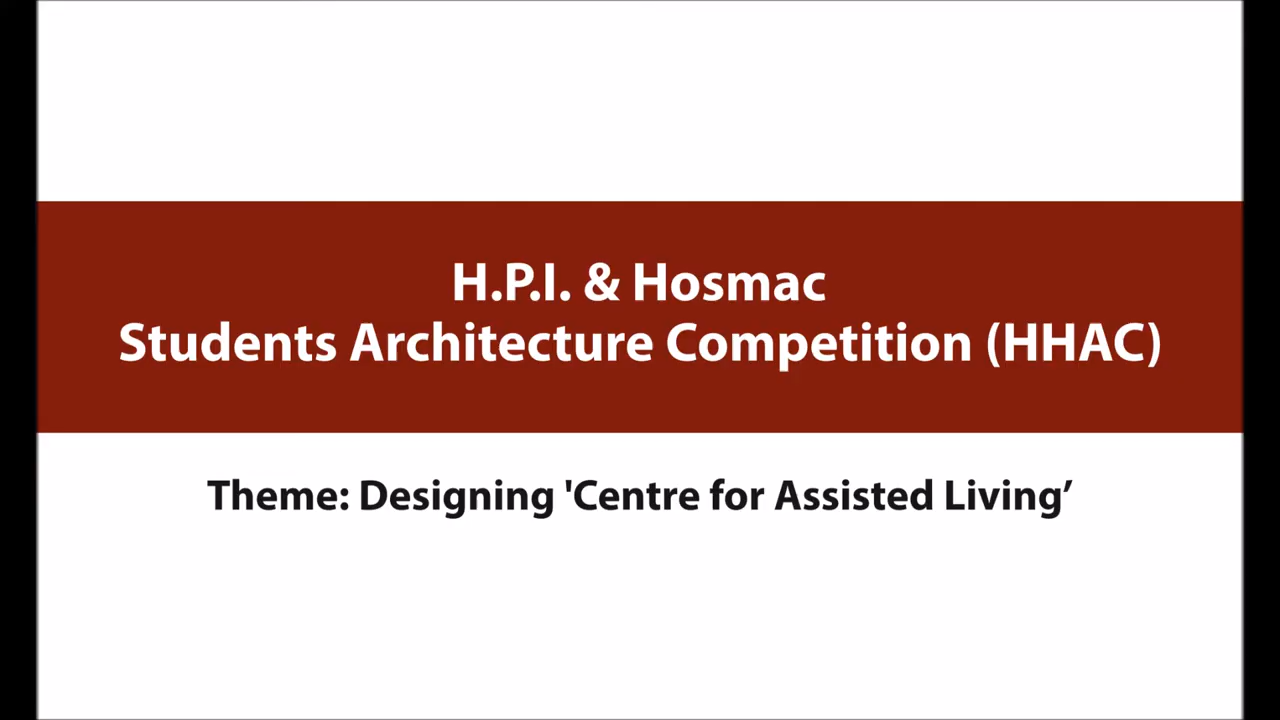 H.P.I. & Hosmac
Students Architecture Competition (HHAC)
Theme: Designing 'Centre for Assisted Living’